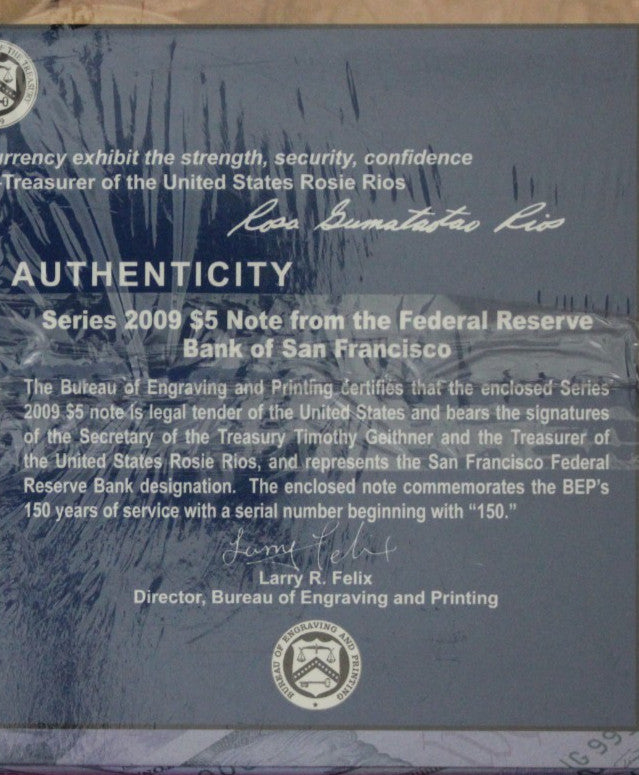 THE TREASURY
urrency exhibit the strength, security, confidence
-Treasurer of the United States Rosie Rios
Rosa Gumataotao Rios
AUTHENTICITY
Series 2009 $5 Note from the Federal Reserve
Bank of San Francisco
The Bureau of Engraving and Printing certifies that the enclosed Series
2009 $5 note is legal tender of the United States and bears the signatures
of the Secretary of the Treasury Timothy Geithner and the Treasurer of
the United States Rosie Rios, and represents the San Francisco Federal
Reserve Bank designation. The enclosed note commemorates the BEP's
150 years of service with a serial number beginning with “150.”
Larry Felix
Larry R. Felix
Director, Bureau of Engraving and Printing
BUREAU OF ENGRAVING AND PRINTING